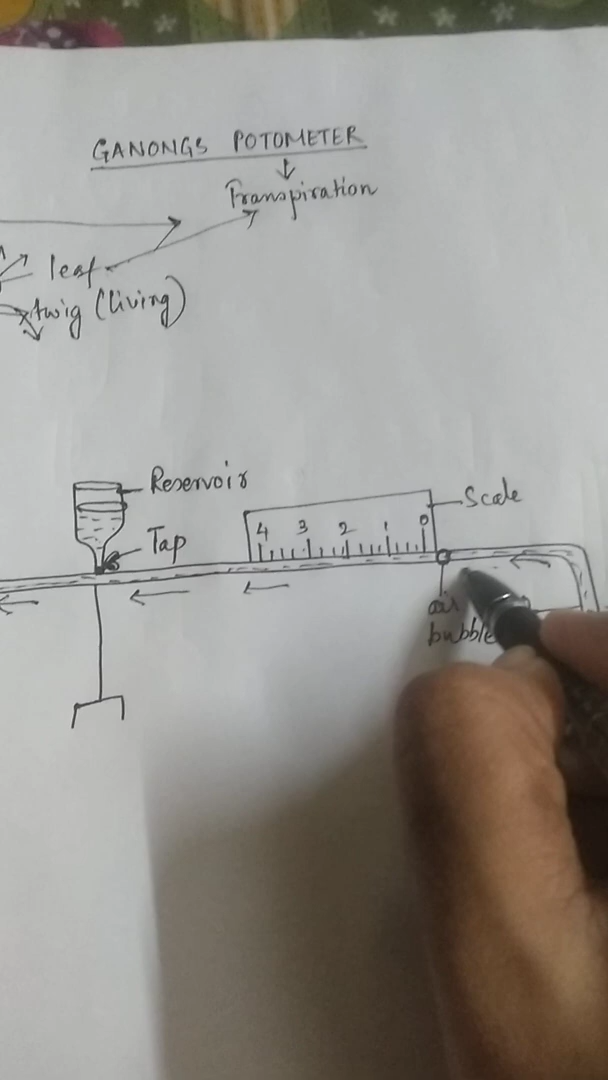 GANONGS POTOMETER
Transpiration
leaf
twig (living)
Reservoir
Tap
Scale
4 3 2 1 0
air
bubble